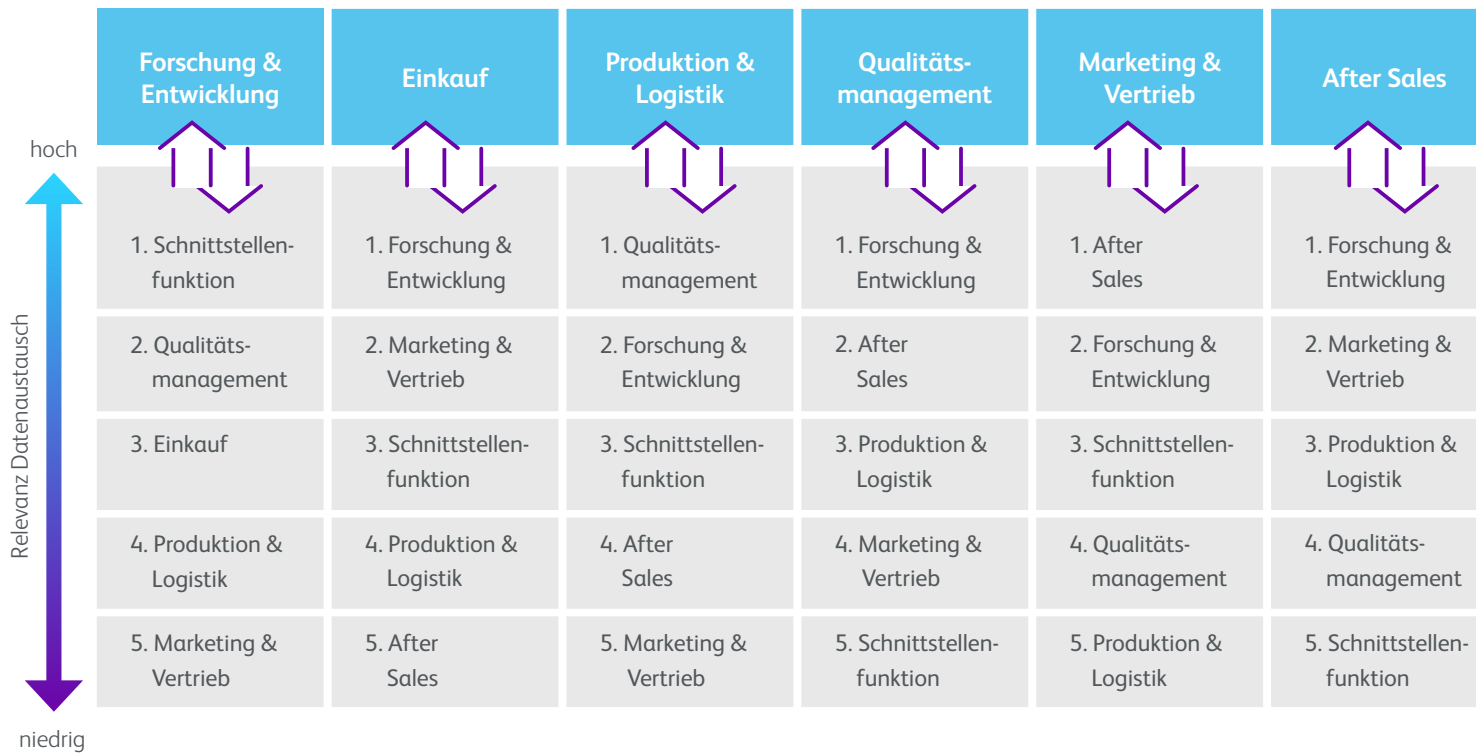 Forschung &
Entwicklung
Einkauf
Produktion &
Logistik
Qualitäts-
management
Marketing &
Vertrieb
After Sales
hoch
Relevanz Datenaustausch
niedrig
1. Schnittstellen-
funktion
1. Forschung &
Entwicklung
1. Qualitäts-
management
1. Forschung &
Entwicklung
1. After
Sales
1. Forschung &
Entwicklung
2. Qualitäts-
management
2. Marketing &
Vertrieb
2. Forschung &
Entwicklung
2. After
Sales
2. Forschung &
Entwicklung
2. Marketing &
Vertrieb
3. Einkauf
3. Schnittstellen-
funktion
3. Schnittstellen-
funktion
3. Produktion &
Logistik
3. Schnittstellen-
funktion
3. Produktion &
Logistik
4. Produktion &
Logistik
4. Produktion &
Logistik
4. After
Sales
4. Marketing &
Vertrieb
4. Qualitäts-
management
4. Qualitäts-
management
5. Marketing &
Vertrieb
5. After
Sales
5. Marketing &
Vertrieb
5. Schnittstellen-
funktion
5. Produktion &
Logistik
5. Schnittstellen-
funktion